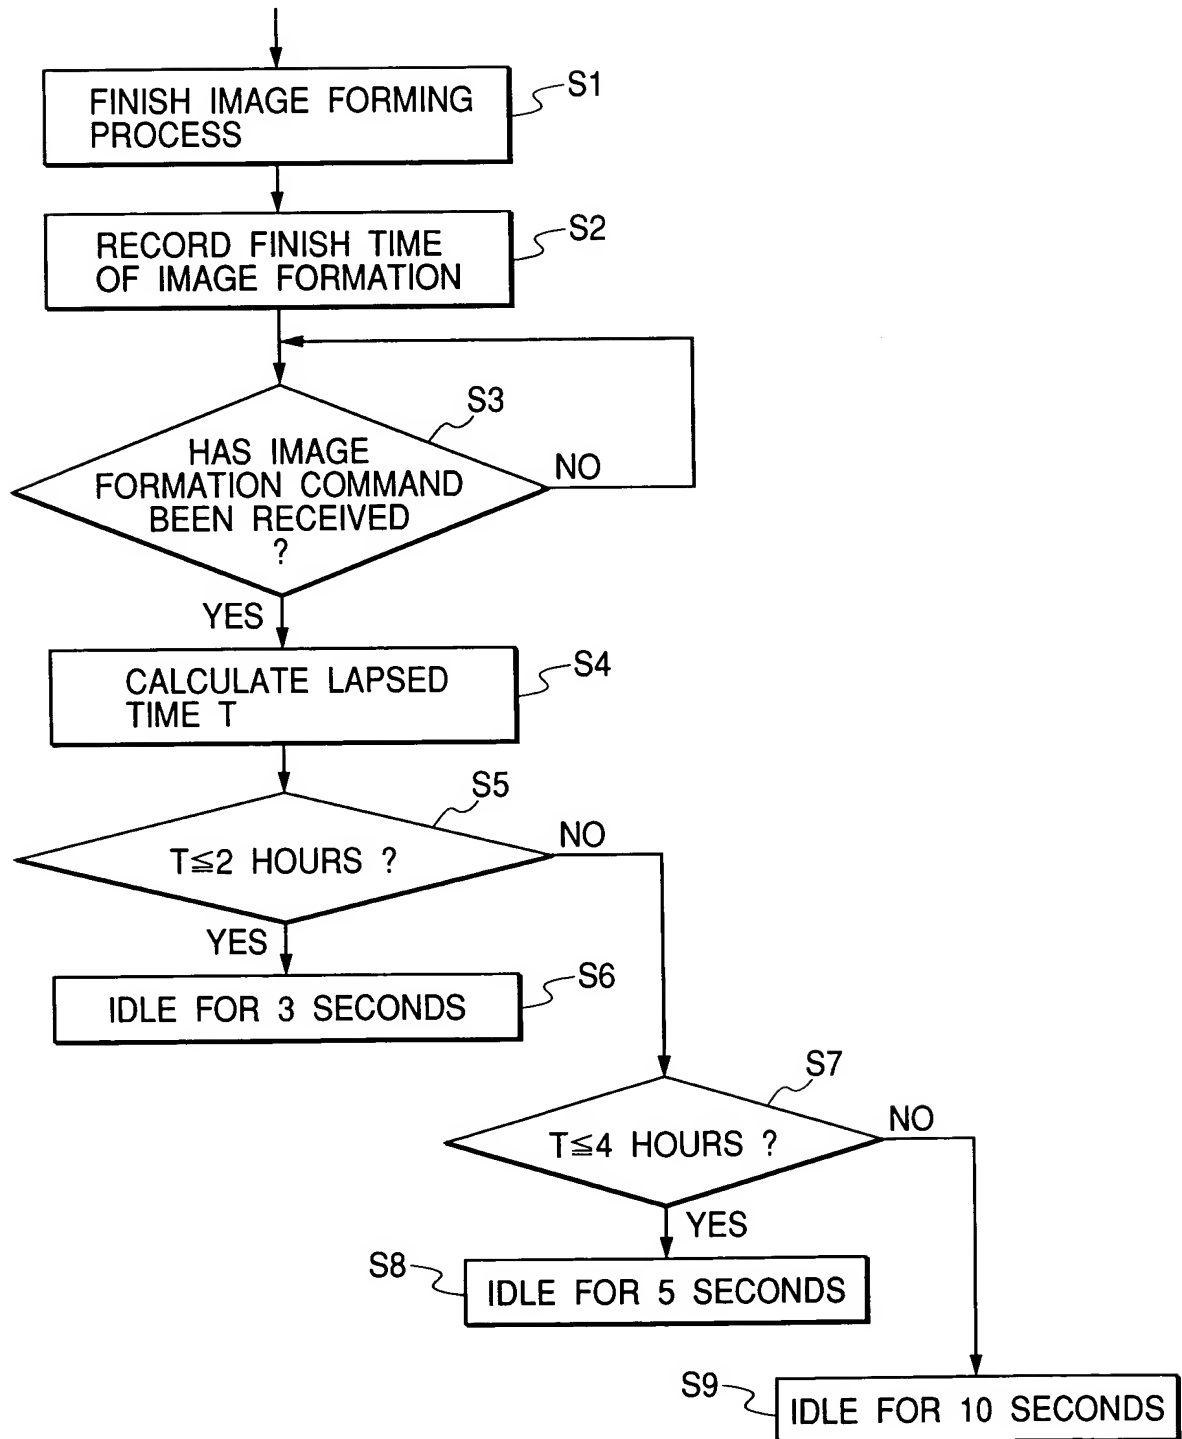 FINISH IMAGE FORMING
PROCESS
S1
RECORD FINISH TIME
OF IMAGE FORMATION
S2
S3
HAS IMAGE
FORMATION COMMAND
BEEN RECEIVED
?
NO
YES
CALCULATE LAPSED
TIME T
S4
S5
T≦2 HOURS ?
NO
YES
IDLE FOR 3 SECONDS
S6
S7
T≦4 HOURS ?
NO
YES
S8
IDLE FOR 5 SECONDS
S9
IDLE FOR 10 SECONDS